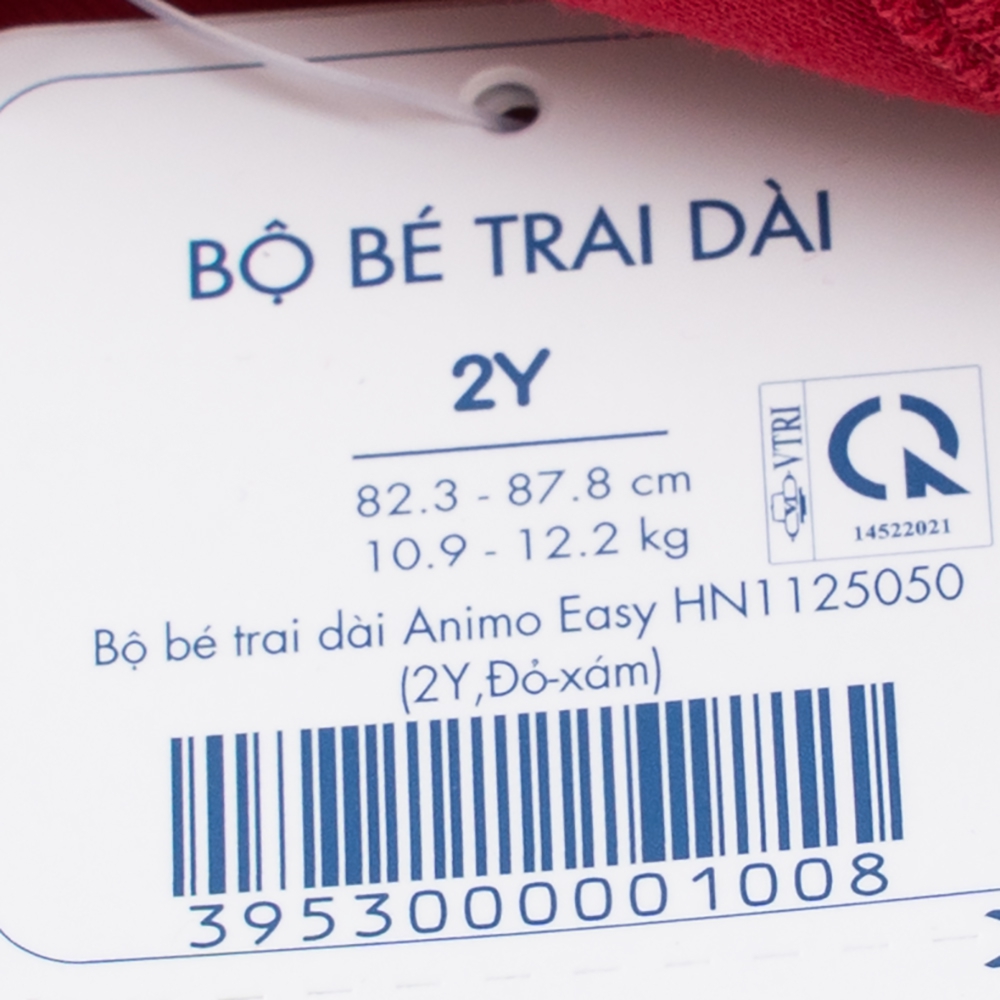 BỘ BÉ TRAI DÀI
2Y
82.3 - 87.8 cm
10.9 - 12.2 kg
VTRI
14522021
Bộ bé trai dài Animo Easy HN1125050
(2Y,Đỏ-xám)
3953000001008